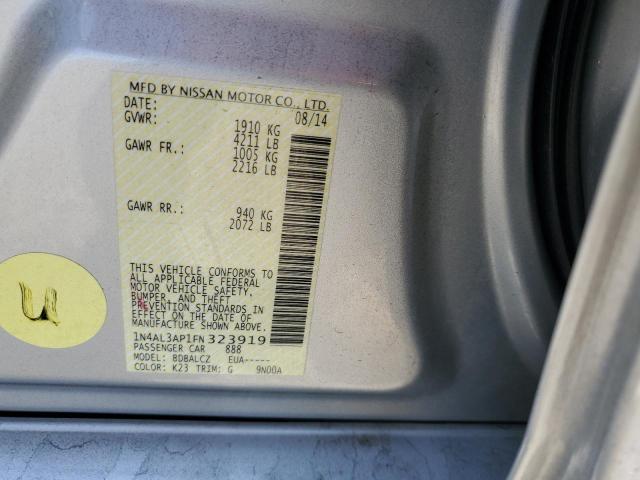 MFD BY NISSAN MOTOR CO., LTD.
DATE: 08/14
GVWR: 1910 KG
4211 LB
GAWR FR.: 1005 KG
2216 LB
GAWR RR.: 940 KG
2072 LB
THIS VEHICLE CONFORMS TO
ALL APPLICABLE FEDERAL
MOTOR VEHICLE SAFETY,
BUMPER, AND THEFT
PREVENTION STANDARDS IN
EFFECT ON THE DATE OF
MANUFACTURE SHOWN ABOVE.
1N4AL3AP1FN323919
PASSENGER CAR 888
MODEL: BDBALCZ EUA-----
COLOR: K23 TRIM: G 9N00A
u